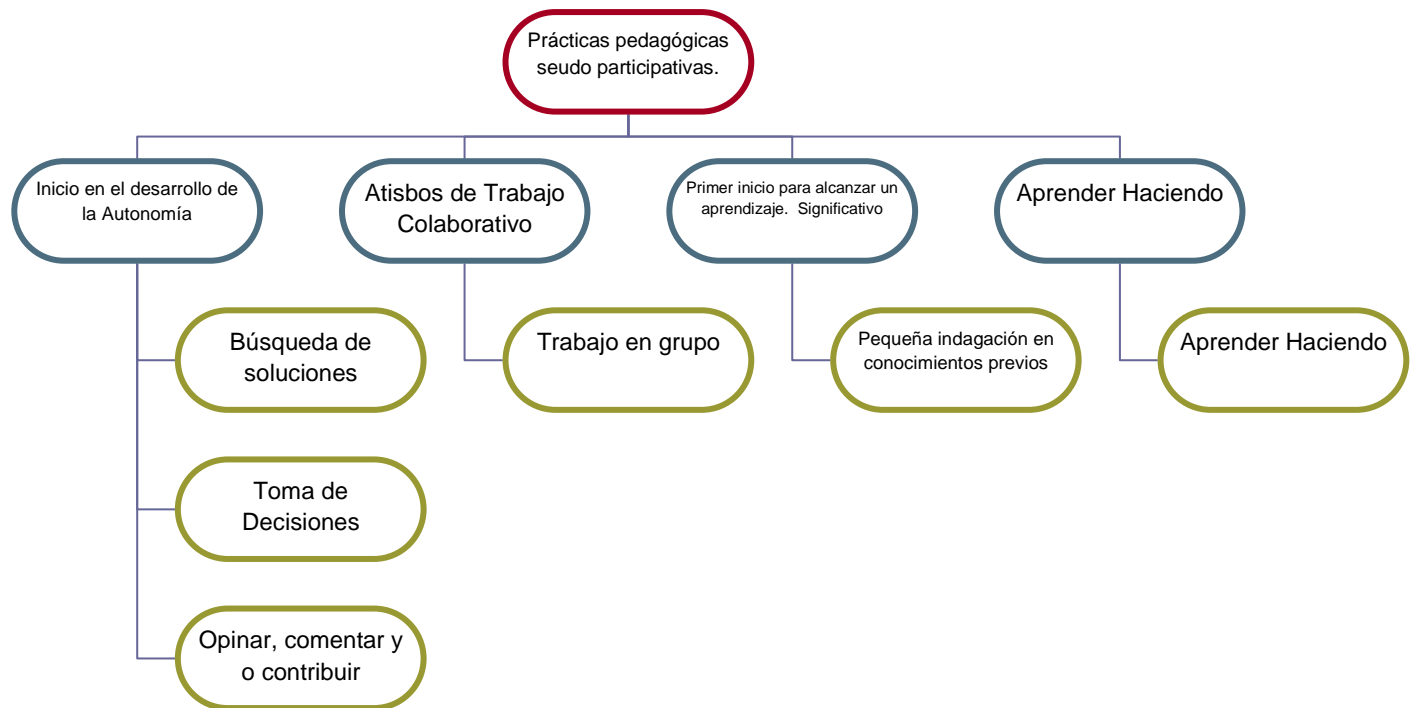 Prácticas pedagógicas
seudo participativas.
Inicio en el desarrollo de
la Autonomía
Atisbos de Trabajo
Colaborativo
Primer inicio para alcanzar un
aprendizaje.  Significativo
Aprender Haciendo
Búsqueda de
soluciones
Trabajo en grupo
Pequeña indagación en
conocimientos previos
Aprender Haciendo
Toma de
Decisiones
Opinar, comentar y
o contribuir